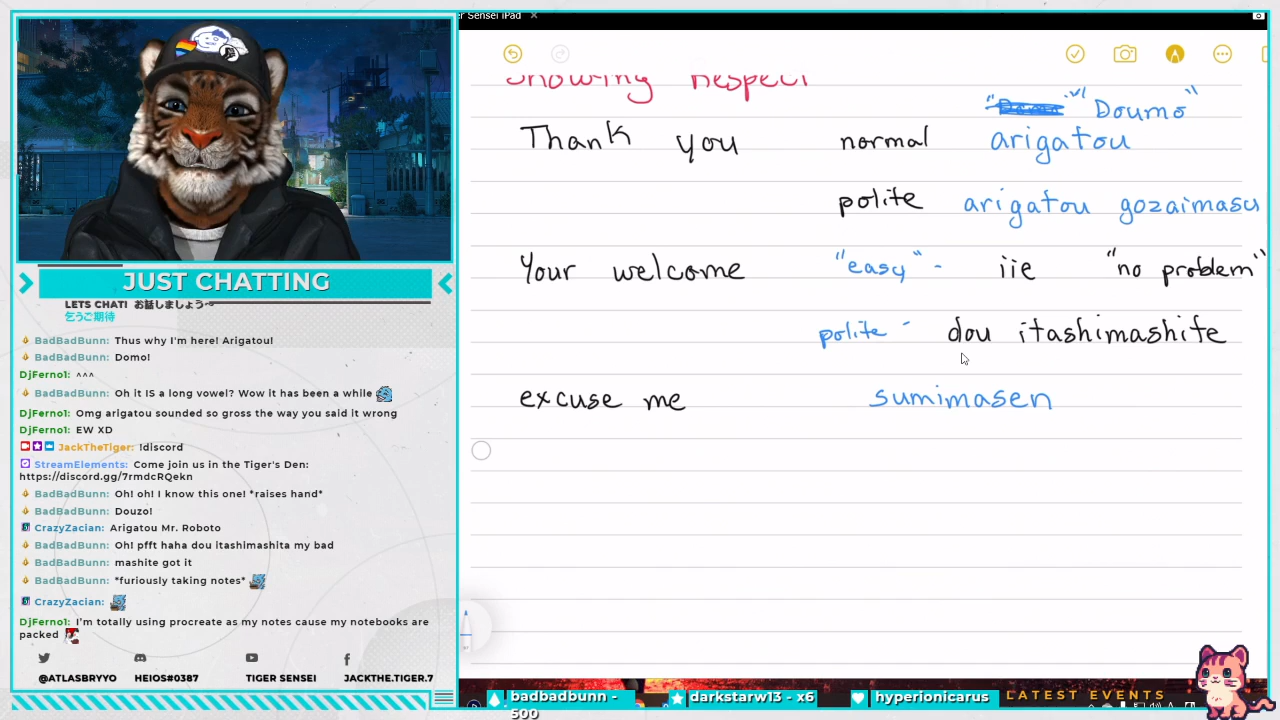 JUST CHATTING
LETS CHAT! お話しましょう〜
乞うご期待
BadBadBunn: Thus why I'm here! Arigatou!
BadBadBunn: Domo!
DjFerno1: ^^^
BadBadBunn: Oh it IS a long vowel? Wow it has been a while
DjFerno1: Omg arigatou sounded so gross the way you said it wrong
DjFerno1: EW XD
JackTheTiger: !discord
StreamElements: Come join us in the Tiger's Den:
https://discord.gg/7rmdcRQekn
BadBadBunn: Oh! oh! I know this one! *raises hand*
BadBadBunn: Douzo!
CrazyZacian: Arigatou Mr. Roboto
BadBadBunn: Oh! pfft haha dou itashimashita my bad
BadBadBunn: mashite got it
BadBadBunn: *furiously taking notes*
CrazyZacian:
DjFerno1: I'm totally using procreate as my notes cause my notebooks are
packed
@ATLASBRYYO HEIOS#0387 TIGER SENSEI JACKTHE.TIGER.7
er Sensei iPad
Showing Respect
"Doumo"
Thank you normal arigatou
polite arigatou gozaimasu
Your welcome "easy" - iie "no problem"
polite - dou itashimashite
excuse me sumimasen
badbadbunn - 500 darkstarw13 - x6 hyperionicarus LATEST EVENTS